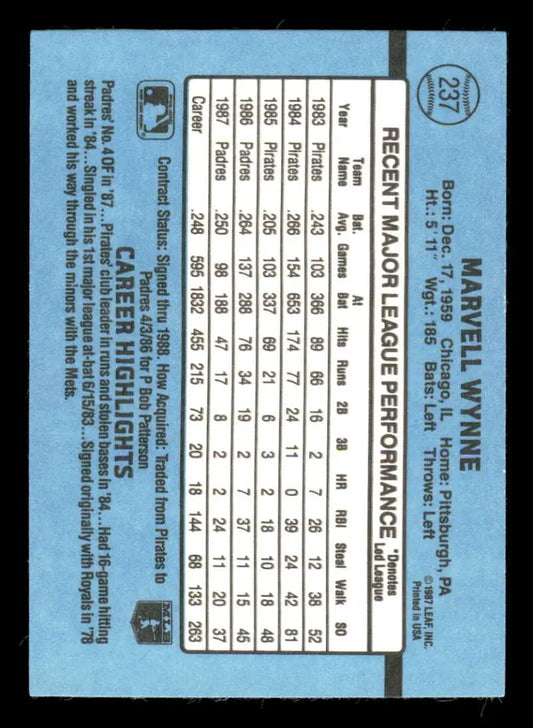 237
MARVELL WYNNE
Born: Dec. 17, 1959 Chicago, IL Home: Pittsburgh, PA
Ht.: 5' 11" Wgt.: 185 Bats: Left Throws: Left
©1987 LEAF, INC.
Printed in USA
RECENT MAJOR LEAGUE PERFORMANCE *Denotes Led League
Year Team Name Bat. Avg. Games At Bat Hits Runs 2B 3B HR RBI Steal Walk SO
1983 Pirates .243 103 366 89 66 16 2 7 26 12 38 52
1984 Pirates .266 154 653 174 77 24 11 0 39 24 42 81
1985 Pirates .205 103 337 69 21 6 3 2 18 10 18 48
1986 Padres .264 137 288 76 34 19 2 7 37 11 15 45
1987 Padres .250 98 188 47 17 8 2 2 24 11 20 37
Career .248 595 1832 455 215 73 20 18 144 68 133 263
Contract Status: Signed thru 1988. How Acquired: Traded from Pirates to
Padres 4/3/86 for P Bob Patterson
MLB
CAREER HIGHLIGHTS
Padres' No. 4 OF in '87...Pirates' club leader in runs and stolen bases in '84...Had 16-game hitting
streak in '84...Singled in his 1st major league at-bat 6/15/83...Signed originally with Royals in '78
and worked his way through the minors with the Mets.